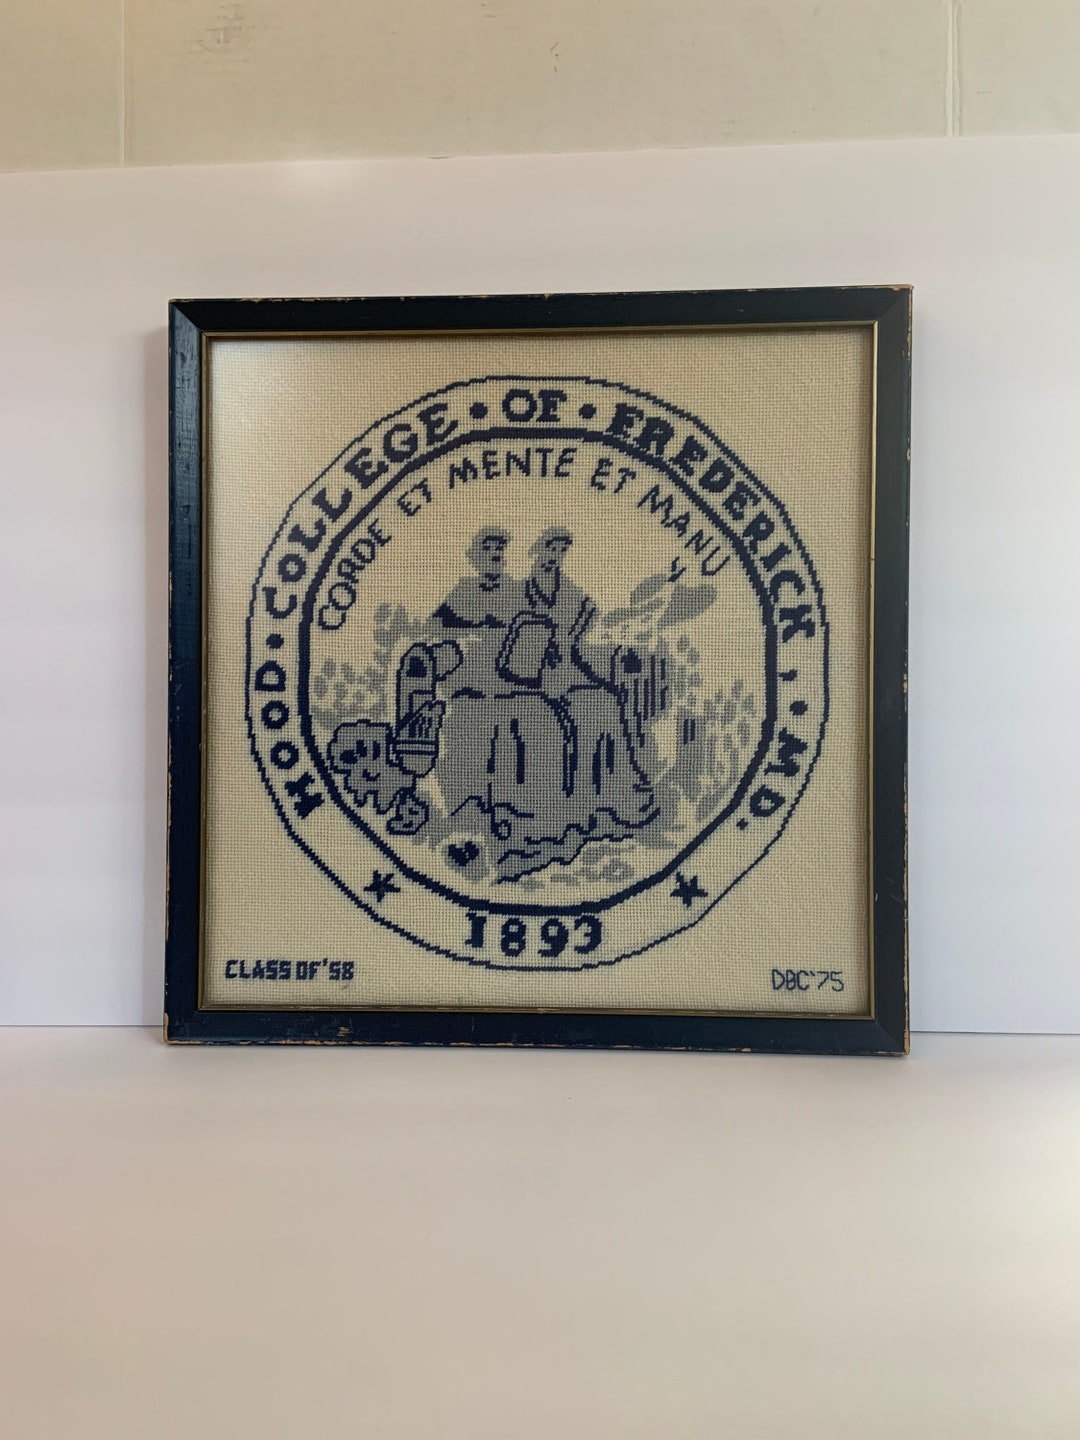 HOOD • COLLEGE • OF • FREDERICK, • MD.
CORDE ET MENTE ET MANU
1893
CLASS OF '58
DBC '75